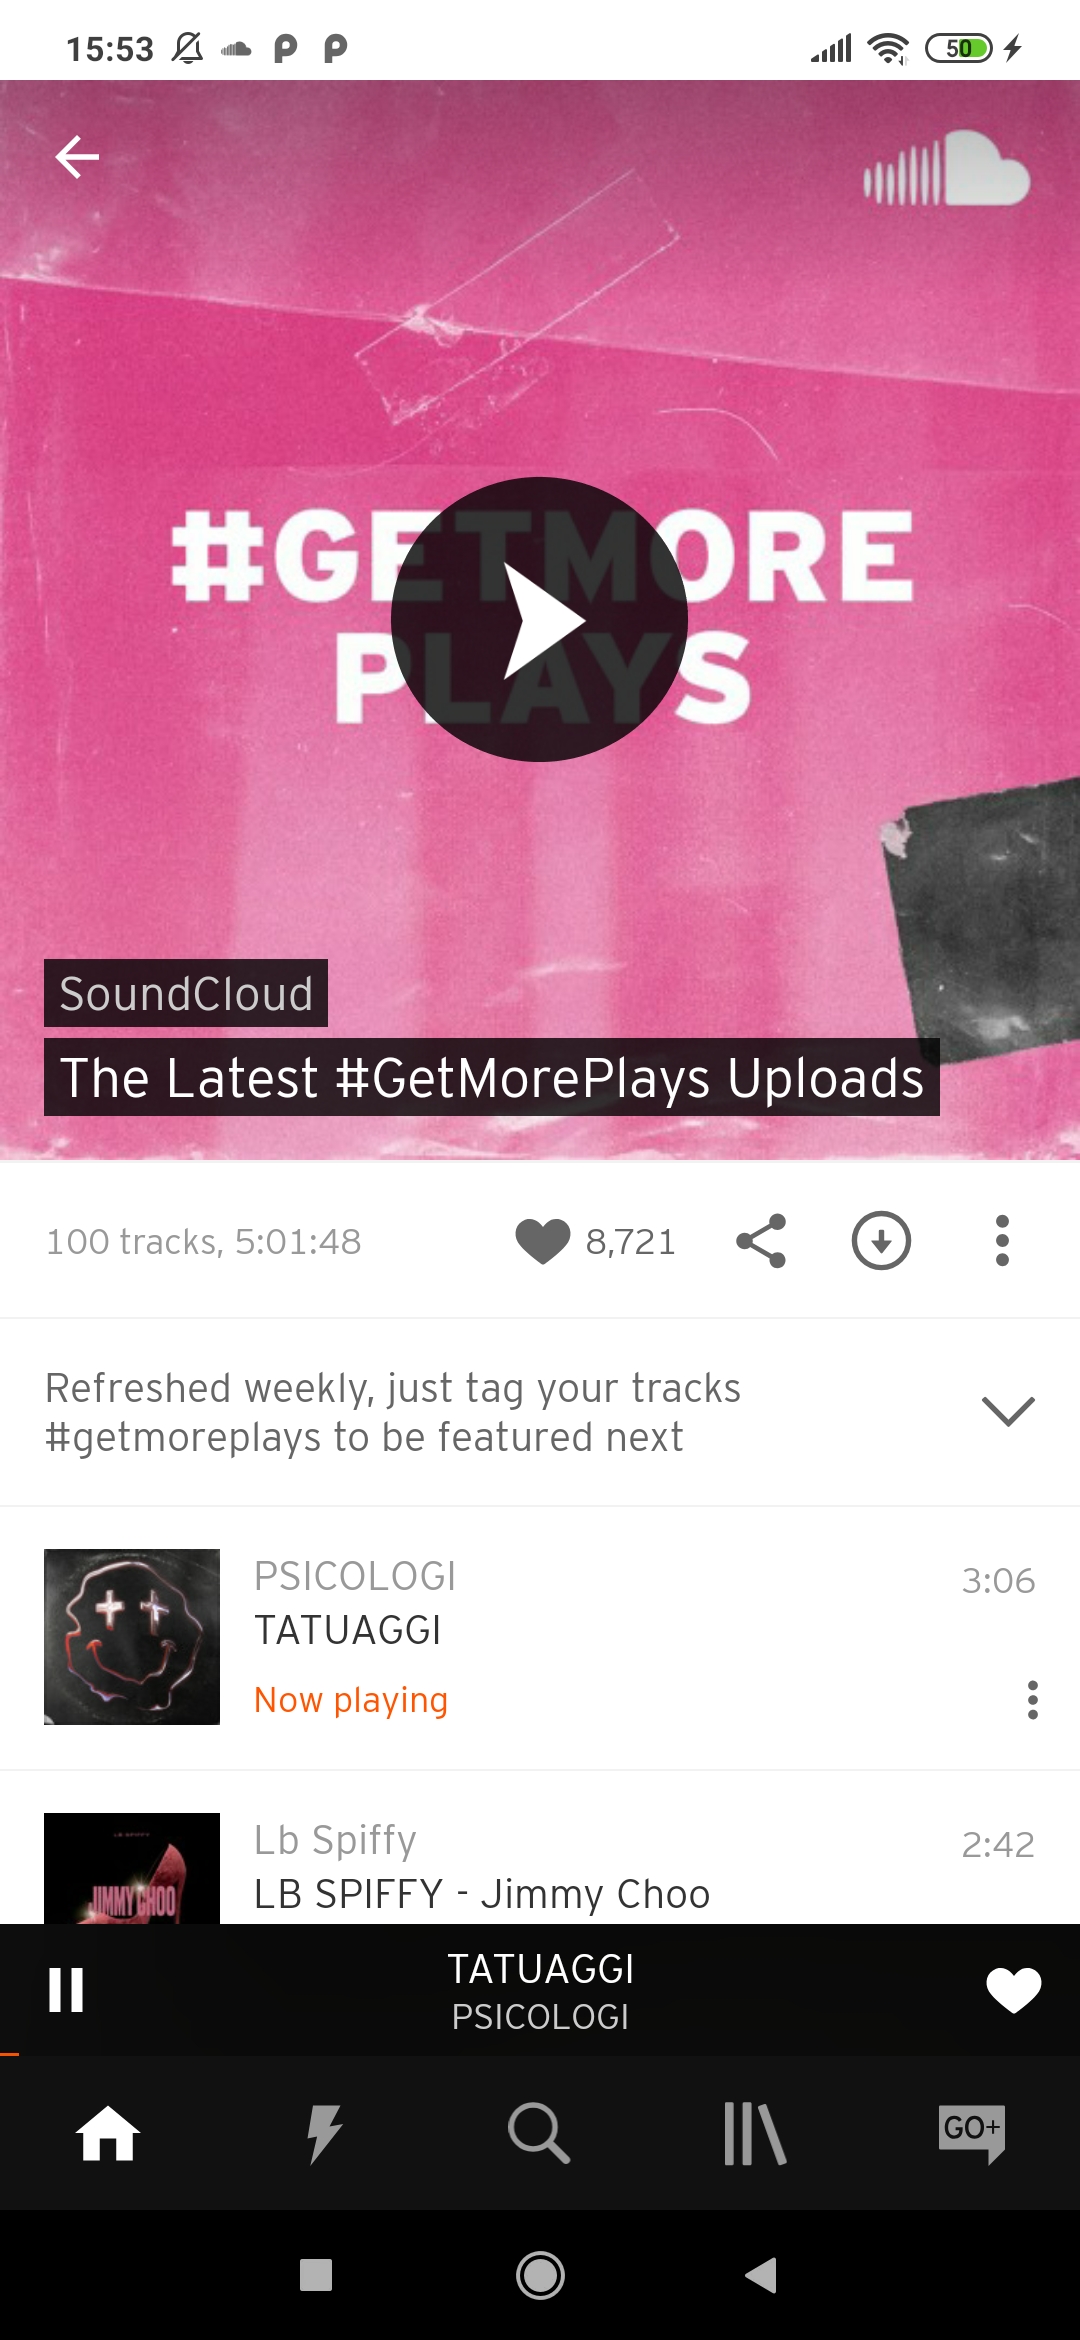 15:53
50
#GETMORE
PLAYS
SoundCloud
The Latest #GetMorePlays Uploads
100 tracks, 5:01:48
8,721
Refreshed weekly, just tag your tracks
#getmoreplays to be featured next
PSICOLOGI
3:06
TATUAGGI
Now playing
LB SPIFFY
JIMMY CHOO
Lb Spiffy
2:42
LB SPIFFY - Jimmy Choo
TATUAGGI
PSICOLOGI
GO+